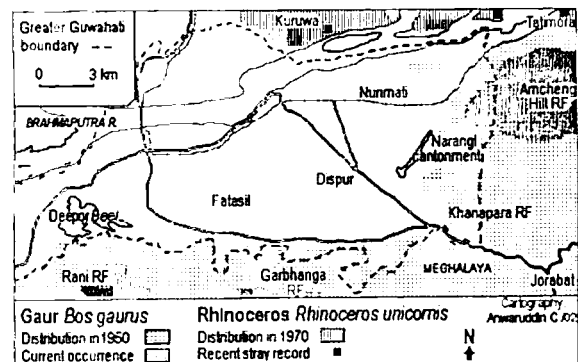 Greater Guwahati
boundary
0 3 km
Kuruwa
Tatimora
Nunmati
Amcheng
Hill RF
BRAHMAPUTRA R.
Narangi
cantonment
Dispur
Fatasil
Khanapara RF
Deepor Beel
Rani RF
Garbhanga
RF
MEGHALAYA
Jorabat
Cartography
Anwaruddin C
Gaur Bos gaurus
Distribution in 1950
Current occurrence
Rhinoceros Rhinoceros unicornis
Distribution in 1970
Recent stray record
N